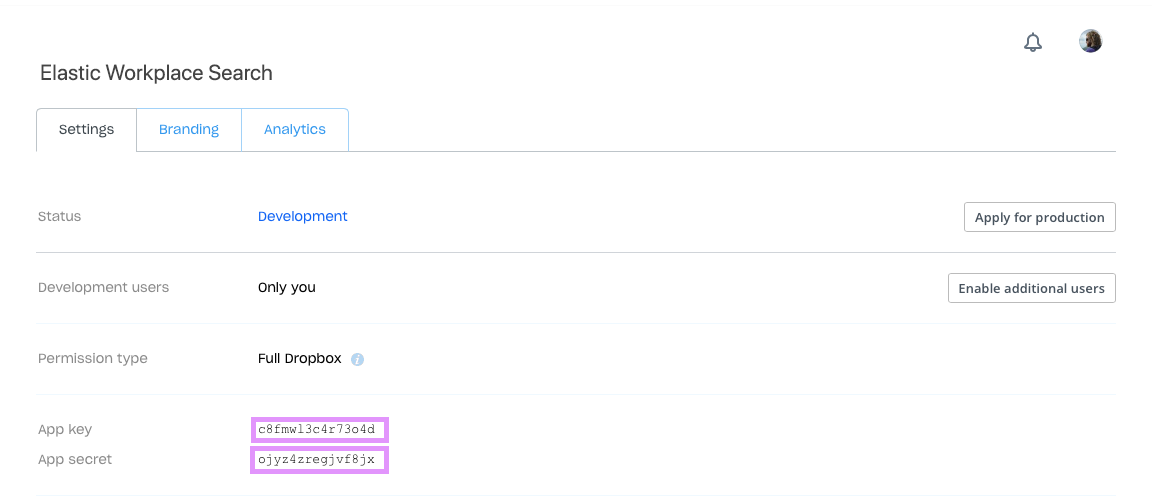 Elastic Workplace Search
Settings Branding Analytics
Status Development Apply for production
Development users Only you Enable additional users
Permission type Full Dropbox i
App key c8fmwl3c4r73o4d
App secret ojyz4zregjvf8jx